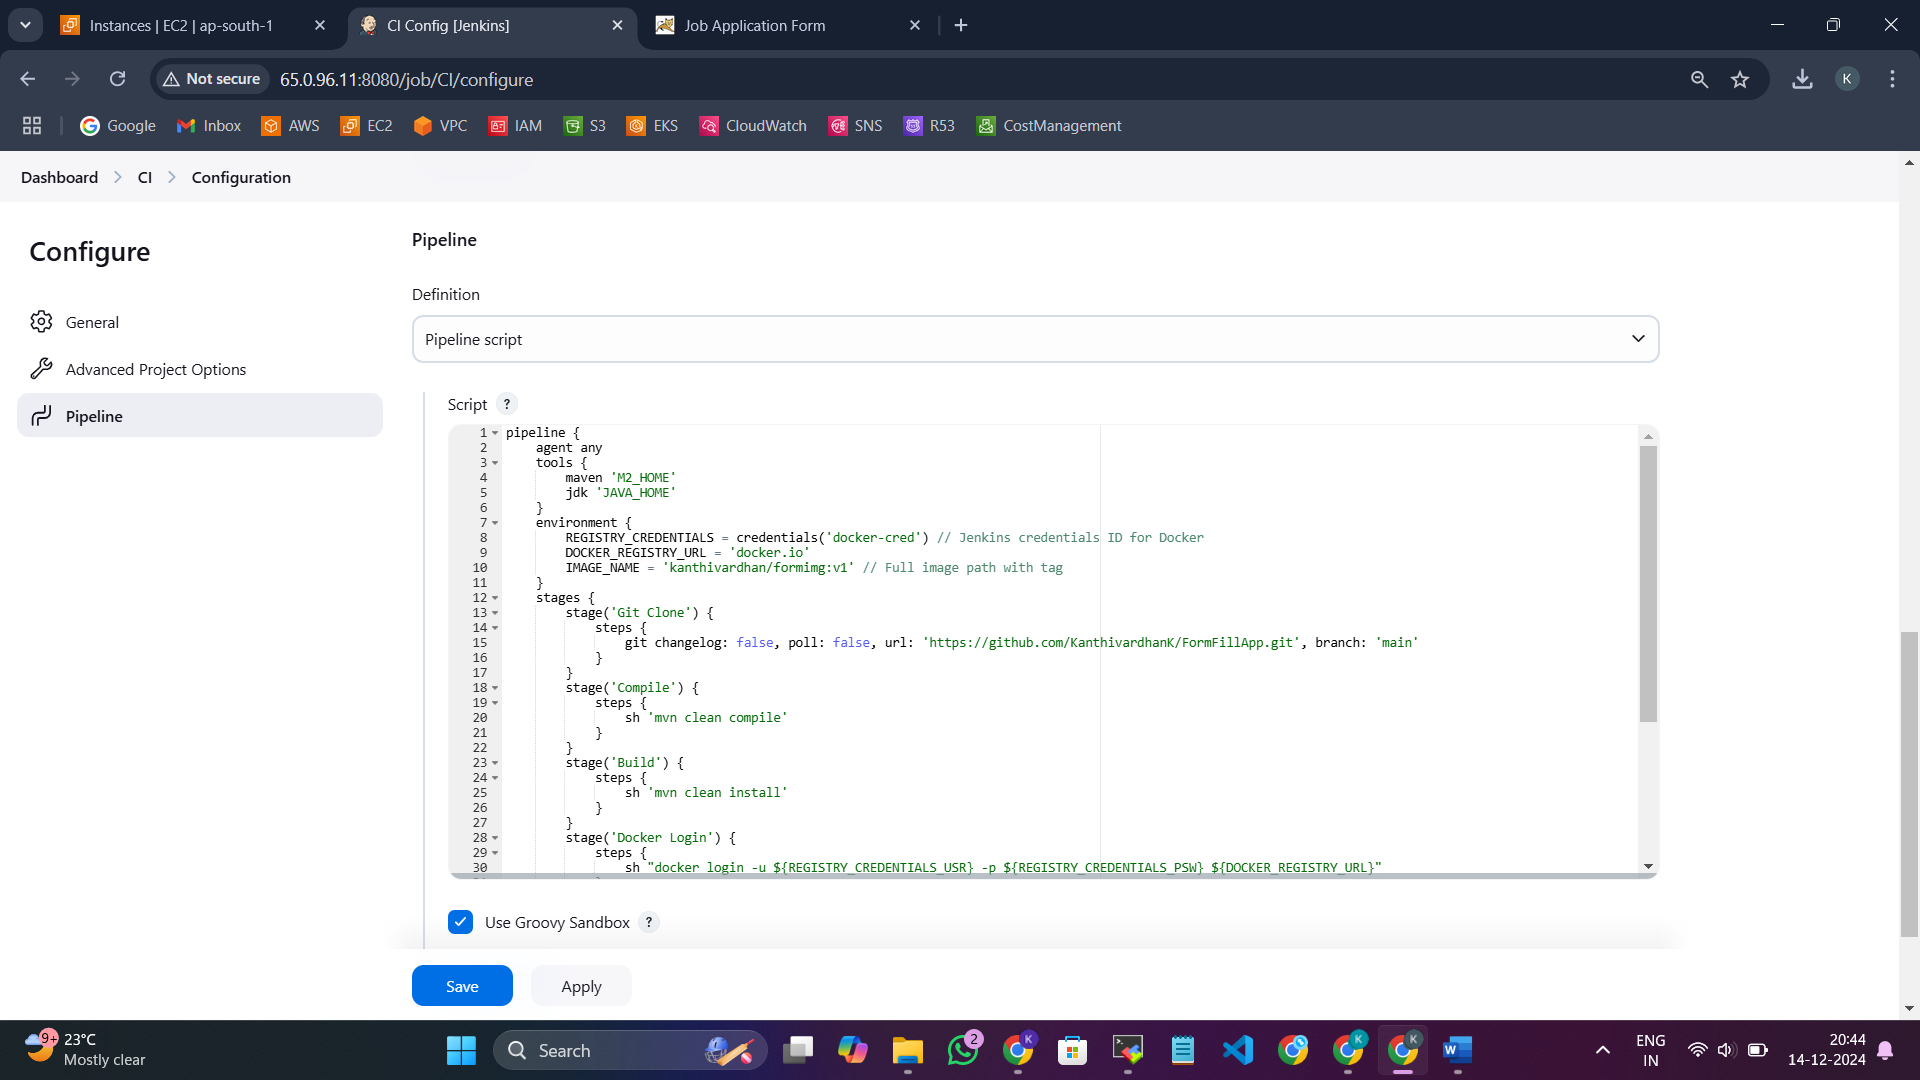 Instances | EC2 | ap-south-1
CI Config [Jenkins]
Job Application Form
Not secure
65.0.96.11:8080/job/CI/configure
K
Google
Inbox
AWS
EC2
VPC
IAM
S3
EKS
CloudWatch
SNS
R53
CostManagement
Dashboard
CI
Configuration
Configure
General
Advanced Project Options
Pipeline
Pipeline
Definition
Pipeline script
Script ?
1 pipeline {
2 agent any
3 tools {
4 maven 'M2_HOME'
5 jdk 'JAVA_HOME'
6 }
7 environment {
8 REGISTRY_CREDENTIALS = credentials('docker-cred') // Jenkins credentials ID for Docker
9 DOCKER_REGISTRY_URL = 'docker.io'
10 IMAGE_NAME = 'kanthivardhan/formimg:v1' // Full image path with tag
11 }
12 stages {
13 stage('Git Clone') {
14 steps {
15 git changelog: false, poll: false, url: 'https://github.com/KanthivardhanK/FormFillApp.git', branch: 'main'
16 }
17 }
18 stage('Compile') {
19 steps {
20 sh 'mvn clean compile'
21 }
22 }
23 stage('Build') {
24 steps {
25 sh 'mvn clean install'
26 }
27 }
28 stage('Docker Login') {
29 steps {
30 sh "docker login -u ${REGISTRY_CREDENTIALS_USR} -p ${REGISTRY_CREDENTIALS_PSW} ${DOCKER_REGISTRY_URL}"
Use Groovy Sandbox ?
Save
Apply
9+
23°C
Mostly clear
Search
2
K
K
K
W
ENG
IN
20:44
14-12-2024